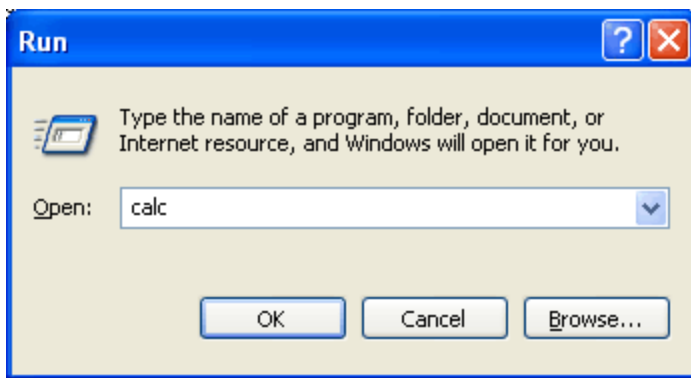 Run
Type the name of a program, folder, document, or
Internet resource, and Windows will open it for you.
Open: calc
OK Cancel Browse...